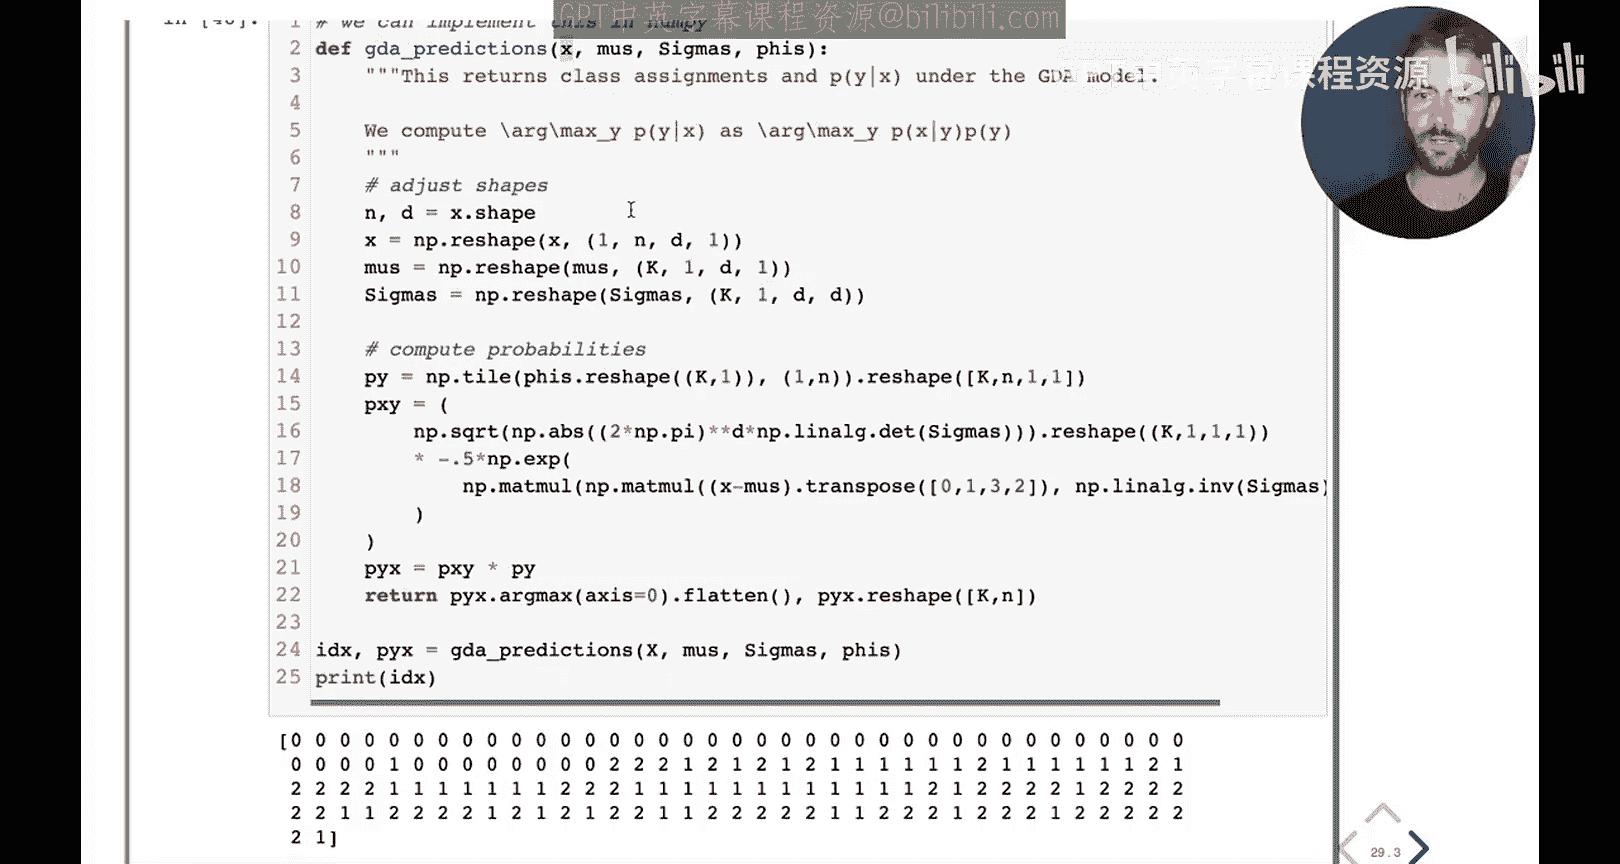 GPT中英字幕课程资源@bilibili.com
1 # we can implement this in numpy
2 def gda_predictions(x, mus, Sigmas, phis):
3 """This returns class assignments and p(y|x) under the GDA model.
4
5 We compute \arg\max_y p(y|x) as \arg\max_y p(x|y)p(y)
6 """
7 # adjust shapes
8 n, d = x.shape
9 x = np.reshape(x, (1, n, d, 1))
10 mus = np.reshape(mus, (K, 1, d, 1))
11 Sigmas = np.reshape(Sigmas, (K, 1, d, d))
12
13 # compute probabilities
14 py = np.tile(phis.reshape((K,1)), (1,n)).reshape([K,n,1,1])
15 pxy = (
16 np.sqrt(np.abs((2*np.pi)**d*np.linalg.det(Sigmas))).reshape((K,1,1,1))
17 * -.5*np.exp(
18 np.matmul(np.matmul((x-mus).transpose([0,1,3,2]), np.linalg.inv(Sigmas)
19 )
20 )
21 pyx = pxy * py
22 return pyx.argmax(axis=0).flatten(), pyx.reshape([K,n])
23
24 idx, pyx = gda_predictions(X, mus, Sigmas, phis)
25 print(idx)
[0 0 0 0 0 0 0 0 0 0 0 0 0 0 0 0 0 0 0 0 0 0 0 0 0 0 0 0 0 0 0 0 0 0 0 0 0
0 0 0 0 1 0 0 0 0 0 0 0 0 2 2 2 1 2 1 2 1 2 1 1 1 1 1 1 2 1 1 1 1 1 1 2 1
2 2 2 2 1 1 1 1 1 1 1 2 2 2 1 1 1 1 1 1 1 1 1 1 1 1 2 1 2 2 2 2 1 2 2 2 2
2 2 1 1 2 2 2 2 1 2 1 2 1 2 2 1 1 2 2 2 2 2 1 1 2 2 2 1 2 2 2 1 2 2 2 2 2
2 1]
课程资源
bilibili
29.3